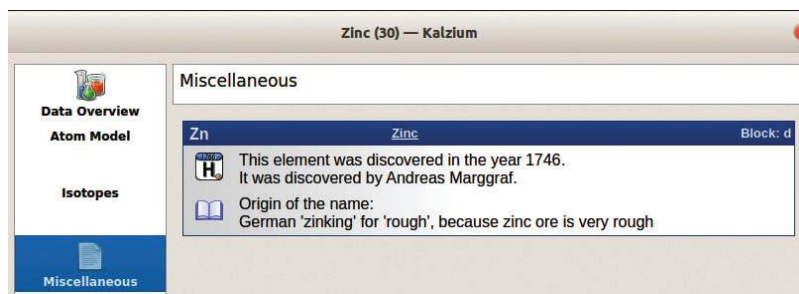 Zinc (30) — Kalzium
Data Overview
Atom Model
Isotopes
Miscellaneous
Miscellaneous
Zn Zinc Block: d
1746
H
This element was discovered in the year 1746.
It was discovered by Andreas Marggraf.
Origin of the name:
German 'zinking' for 'rough', because zinc ore is very rough